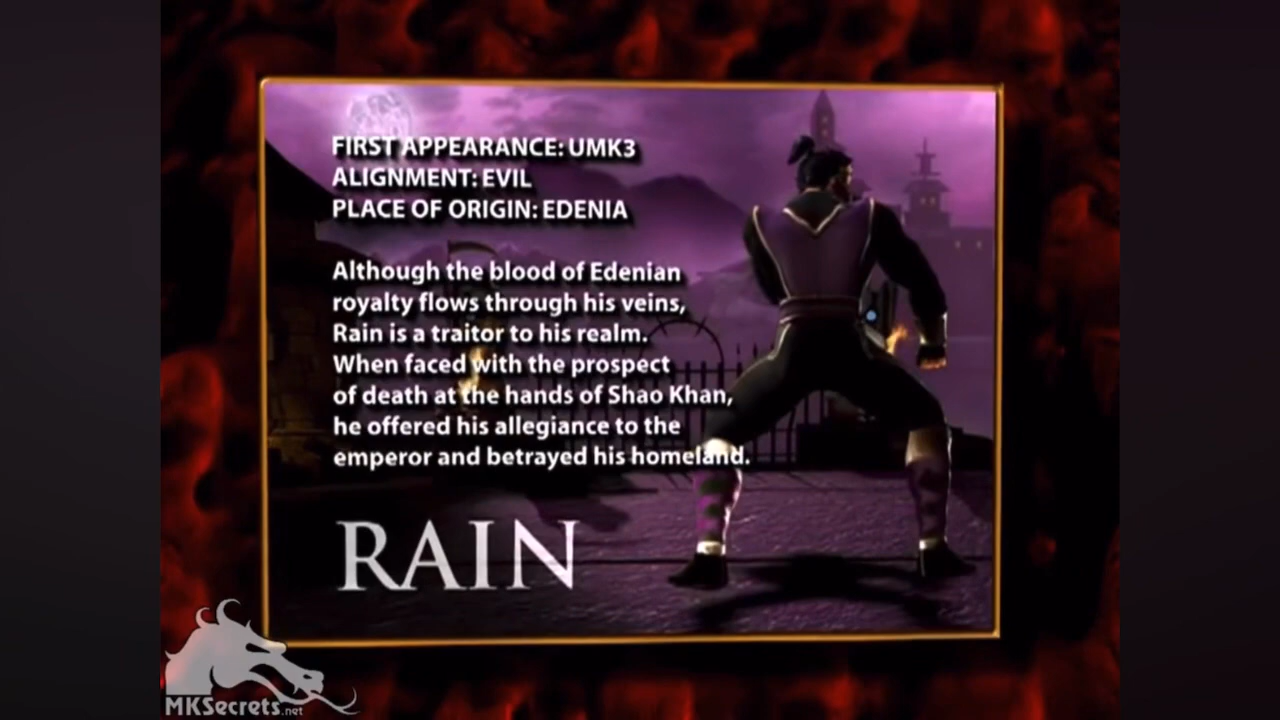 FIRST APPEARANCE: UMK3
ALIGNMENT: EVIL
PLACE OF ORIGIN: EDENIA
Although the blood of Edenian
royalty flows through his veins,
Rain is a traitor to his realm.
When faced with the prospect
of death at the hands of Shao Khan,
he offered his allegiance to the
emperor and betrayed his homeland.
RAIN
MKSecrets.net